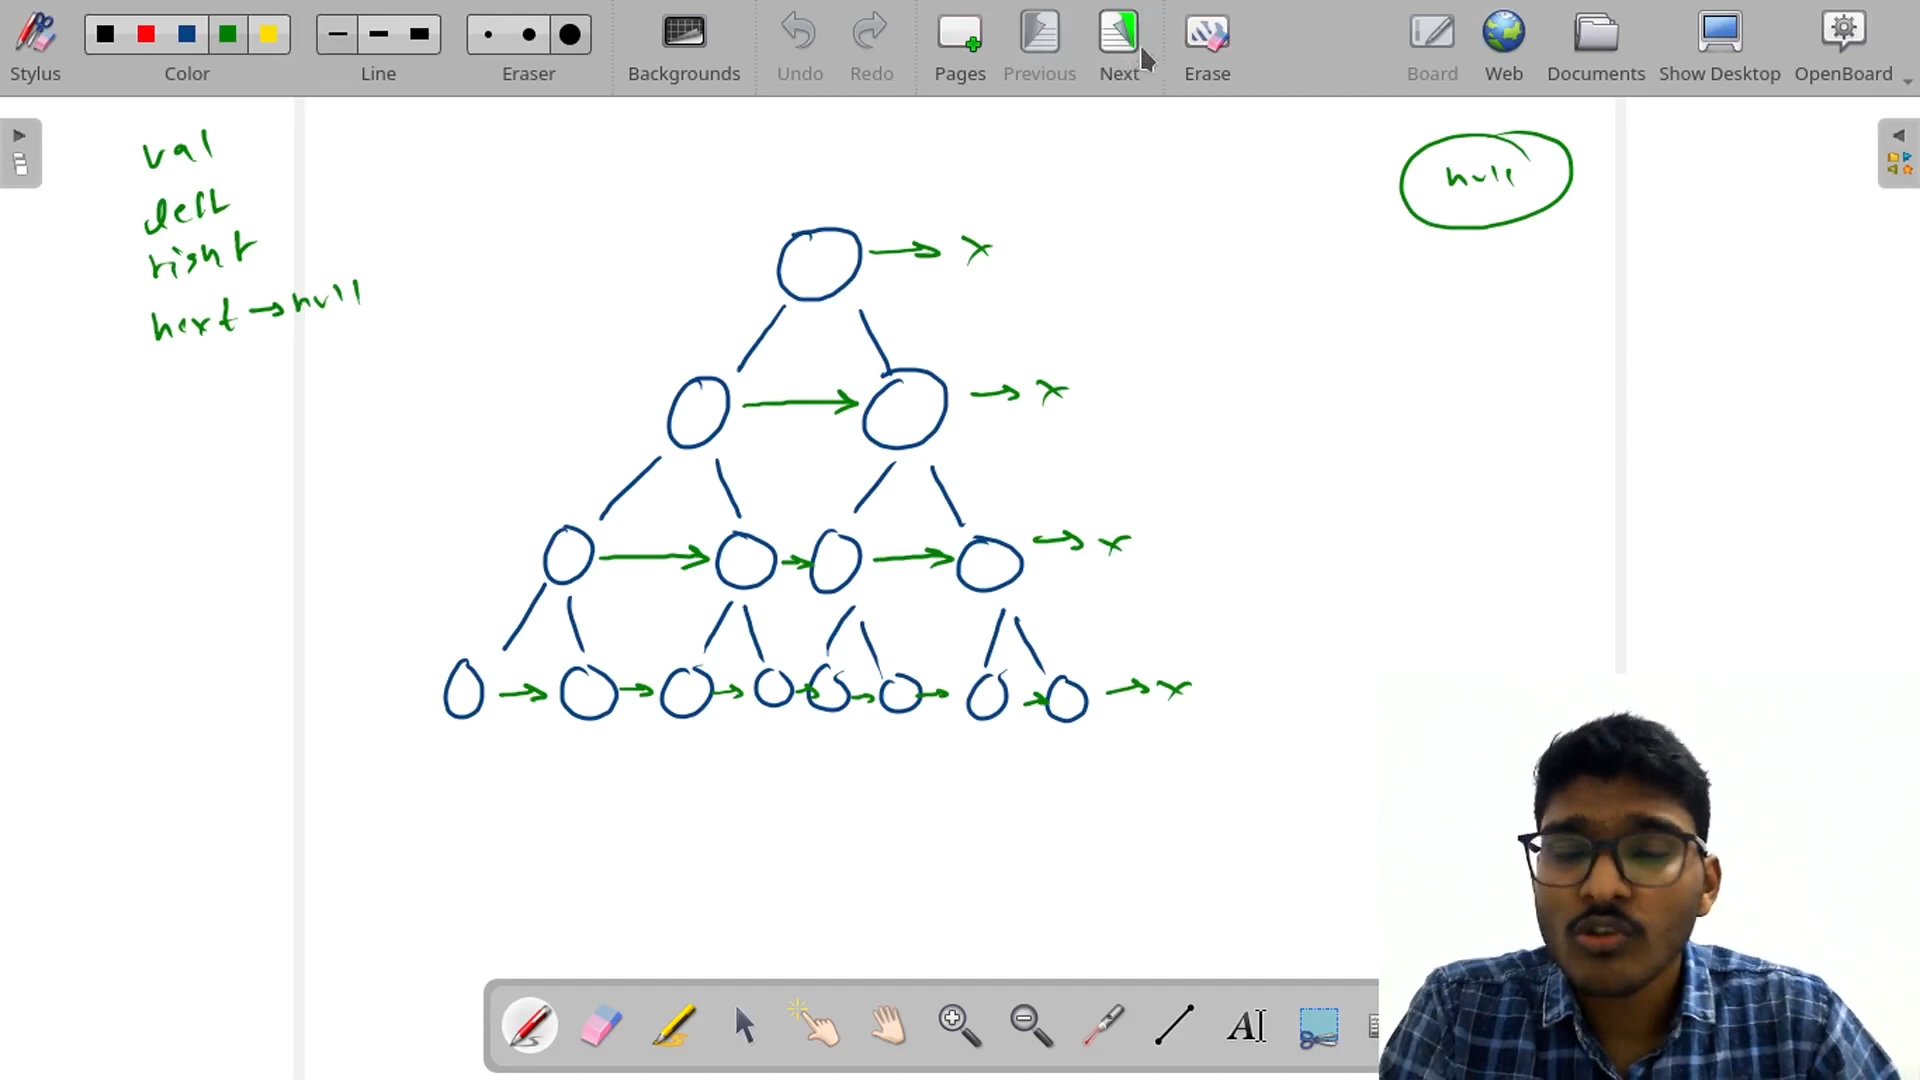 Stylus Color Line Eraser Backgrounds Undo Redo Pages Previous Next Erase Board Web Documents Show Desktop OpenBoard
val
left
right
next → null
null
x
x
x
x
A